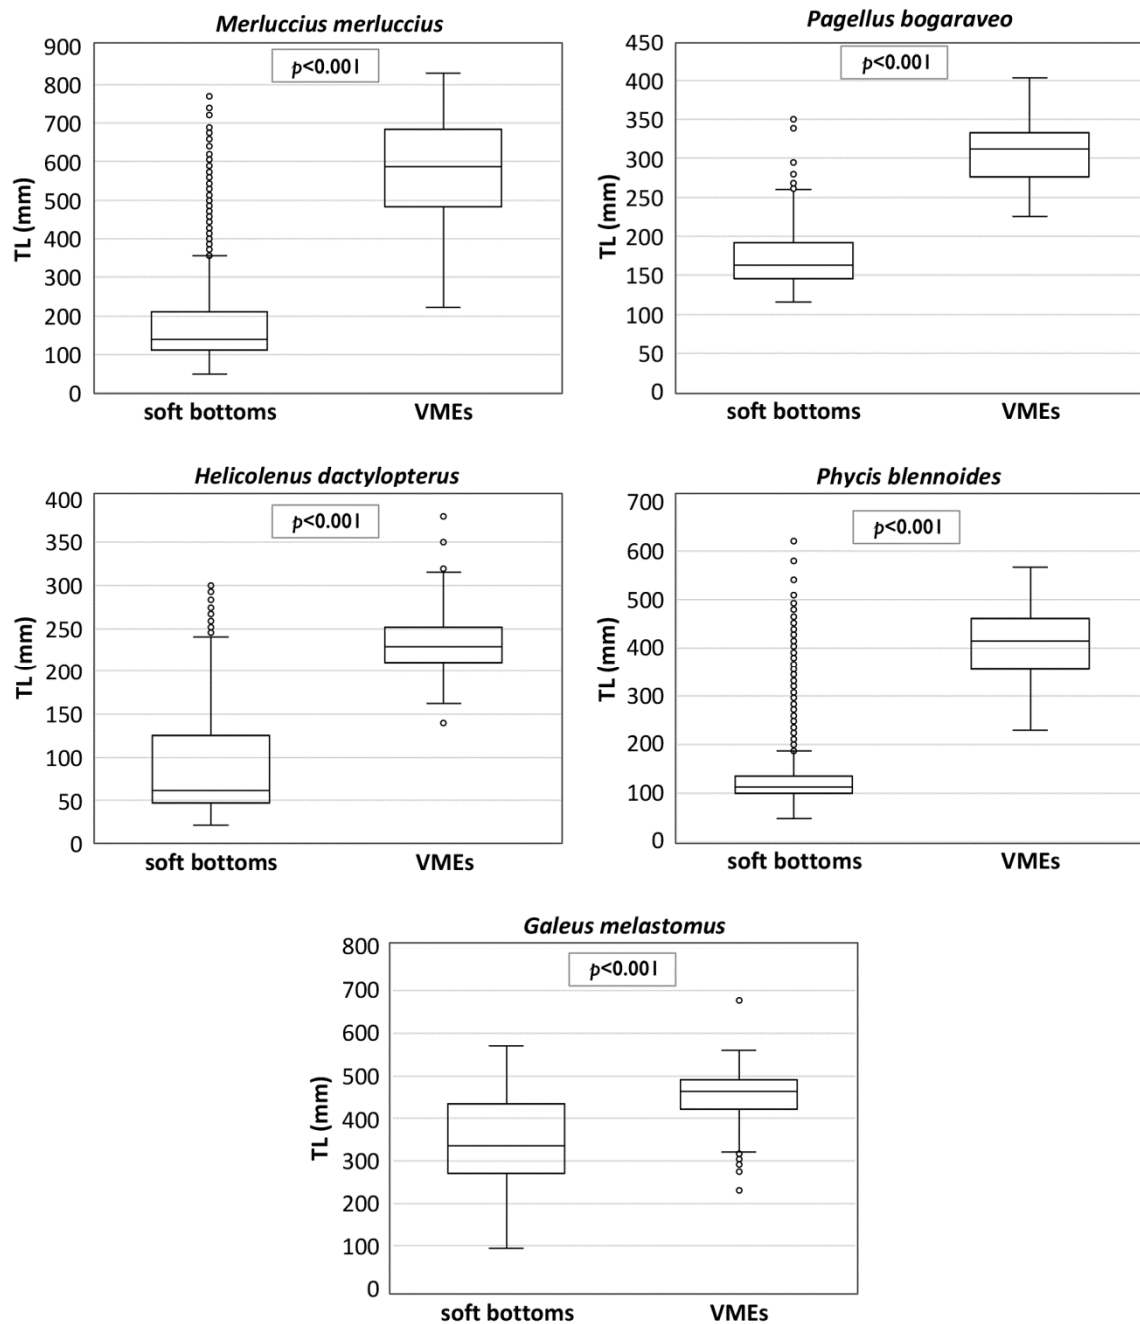 Merluccius merluccius
900
800
700
600
500
400
300
200
100
0
TL (mm)
p<0.001
soft bottoms VMEs
Pagellus bogaraveo
450
400
350
300
250
200
150
100
50
0
TL (mm)
p<0.001
soft bottoms VMEs
Helicolenus dactylopterus
400
350
300
250
200
150
100
50
0
TL (mm)
p<0.001
soft bottoms VMEs
Phycis blennoides
700
600
500
400
300
200
100
0
TL (mm)
p<0.001
soft bottoms VMEs
Galeus melastomus
800
700
600
500
400
300
200
100
0
TL (mm)
p<0.001
soft bottoms VMEs